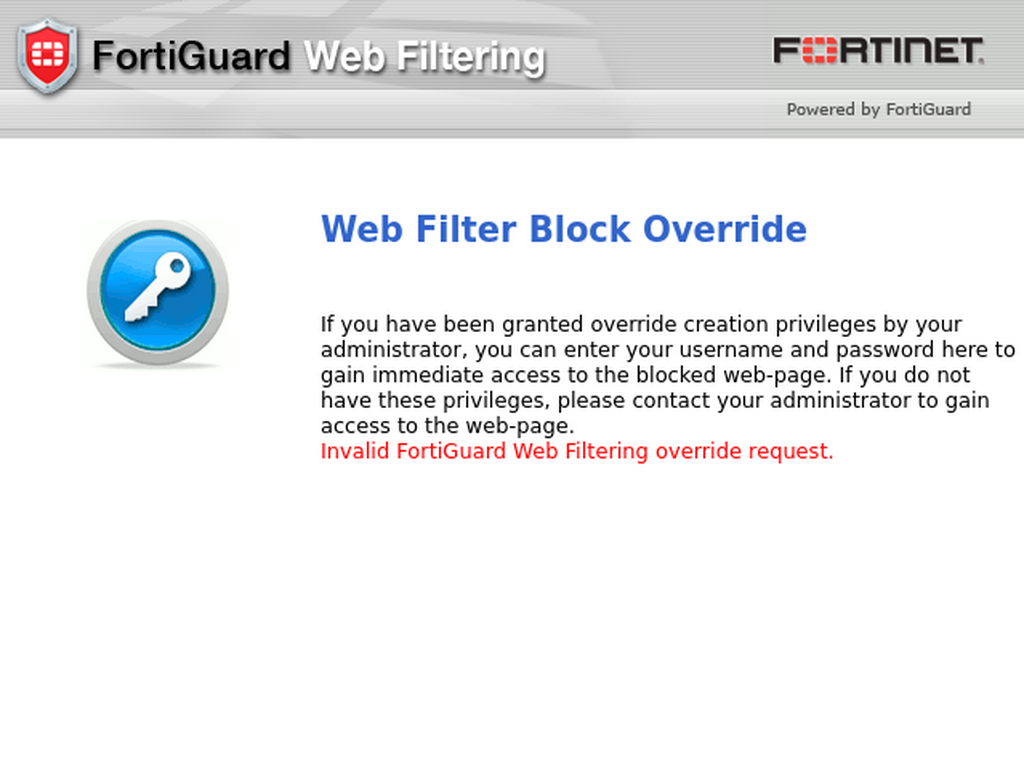 FortiGuard Web Filtering
FORTINET
Powered by FortiGuard
Web Filter Block Override
If you have been granted override creation privileges by your
administrator, you can enter your username and password here to
gain immediate access to the blocked web-page. If you do not
have these privileges, please contact your administrator to gain
access to the web-page.
Invalid FortiGuard Web Filtering override request.